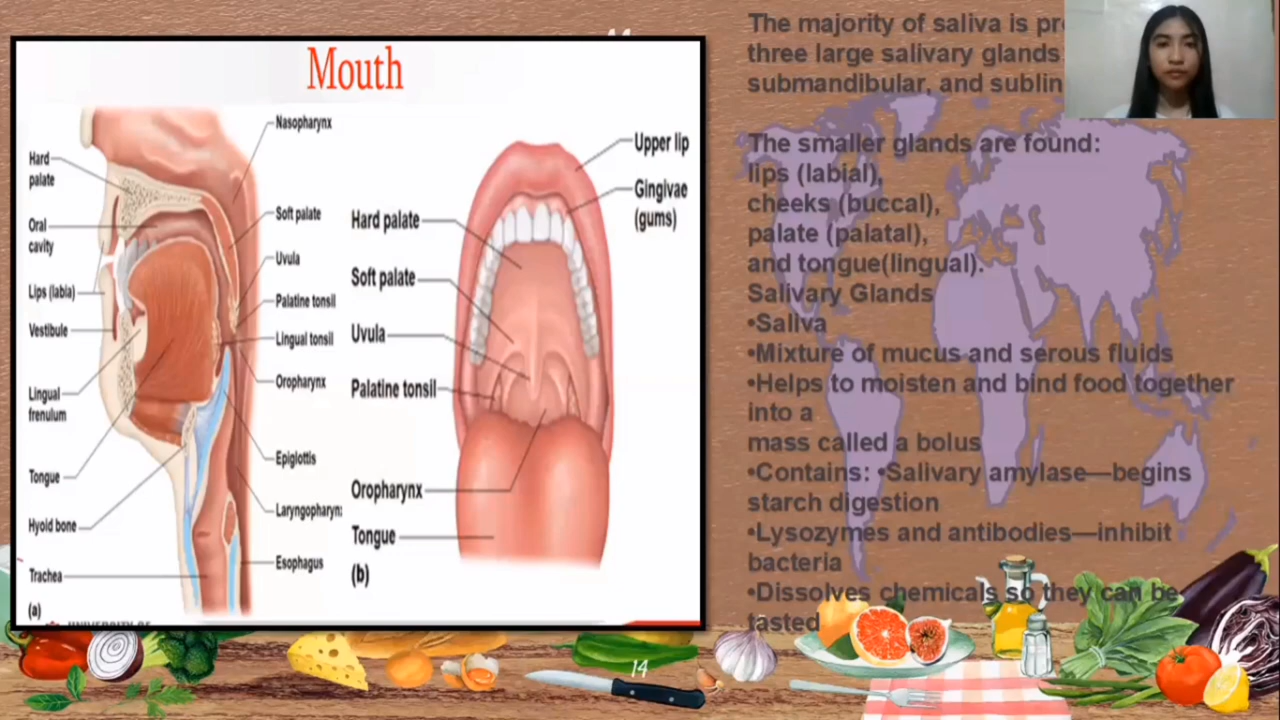 Mouth
Nasopharynx
Hard
palate
Soft palate
Oral
cavity
Uvula
Lips (labia)
Palatine tonsil
Vestibule
Lingual tonsil
Oropharynx
Lingual
frenulum
Epiglottis
Tongue
Laryngopharyn
Hyoid bone
Esophagus
Trachea
(a)
Upper lip
Gingivae
(gums)
Hard palate
Soft palate
Uvula
Palatine tonsil
Oropharynx
Tongue
(b)
The majority of saliva is
three large salivary glands
submandibular, and
The smaller glands are found:
lips (labial),
cheeks (buccal),
palate (palatal),
and tongue(lingual).
Salivary Glands
•Saliva
•Mixture of mucus and serous fluids
•Helps to moisten and bind food together
into a
mass called a bolus
•Contains: •Salivary amylase—begins
starch digestion
•Lysozymes and antibodies—inhibit
bacteria
•Dissolves chemicals so they can be
tasted
14